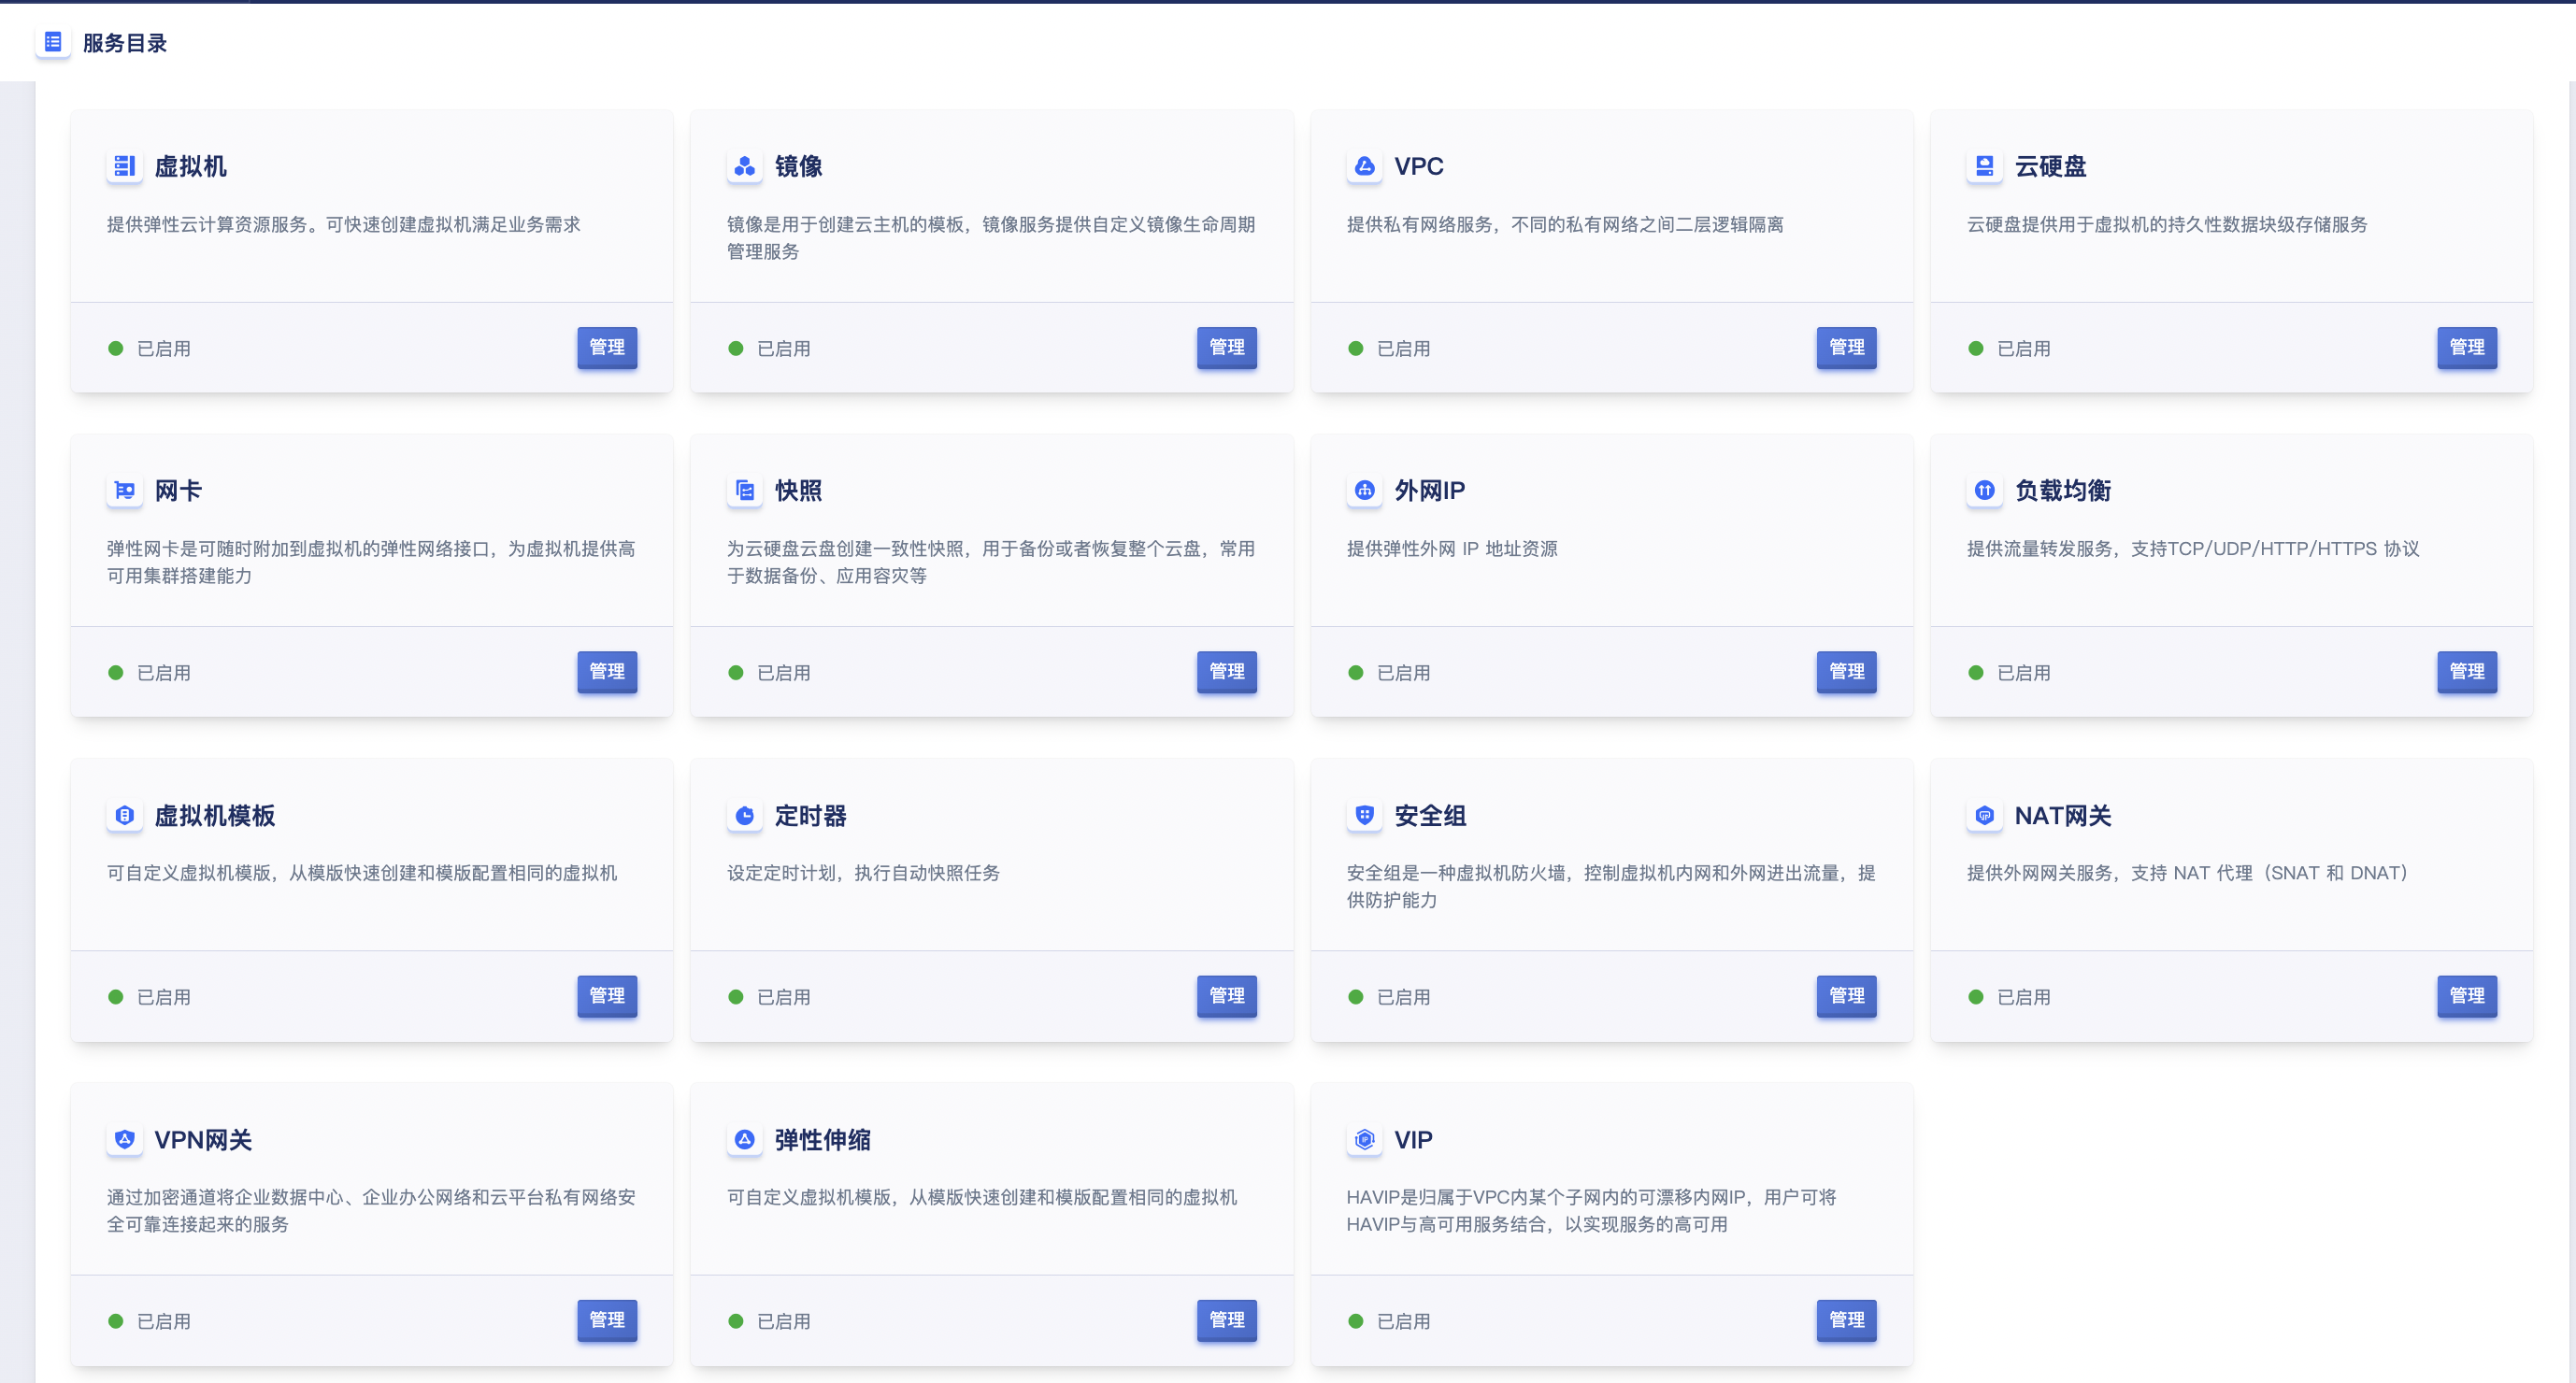 服务目录
虚拟机
提供弹性云计算资源服务。可快速创建虚拟机满足业务需求
已启用
管理
镜像
镜像是用于创建云主机的模板，镜像服务提供自定义镜像生命周期
管理服务
已启用
管理
VPC
提供私有网络服务，不同的私有网络之间二层逻辑隔离
已启用
管理
云硬盘
云硬盘提供用于虚拟机的持久性数据块级存储服务
已启用
管理
网卡
弹性网卡是可随时附加到虚拟机的弹性网络接口，为虚拟机提供高
可用集群搭建能力
已启用
管理
快照
为云硬盘云盘创建一致性快照，用于备份或者恢复整个云盘，常用
于数据备份、应用容灾等
已启用
管理
外网IP
提供弹性外网 IP 地址资源
已启用
管理
负载均衡
提供流量转发服务，支持TCP/UDP/HTTP/HTTPS 协议
已启用
管理
虚拟机模板
可自定义虚拟机模版，从模版快速创建和模版配置相同的虚拟机
已启用
管理
定时器
设定定时计划，执行自动快照任务
已启用
管理
安全组
安全组是一种虚拟机防火墙，控制虚拟机内网和外网进出流量，提
供防护能力
已启用
管理
NAT网关
提供外网网关服务，支持 NAT 代理（SNAT 和 DNAT）
已启用
管理
VPN网关
通过加密通道将企业数据中心、企业办公网络和云平台私有网络安
全可靠连接起来的服务
已启用
管理
弹性伸缩
可自定义虚拟机模版，从模版快速创建和模版配置相同的虚拟机
已启用
管理
VIP
HAVIP是归属于VPC内某个子网内的可漂移内网IP，用户可将
HAVIP与高可用服务结合，以实现服务的高可用
已启用
管理